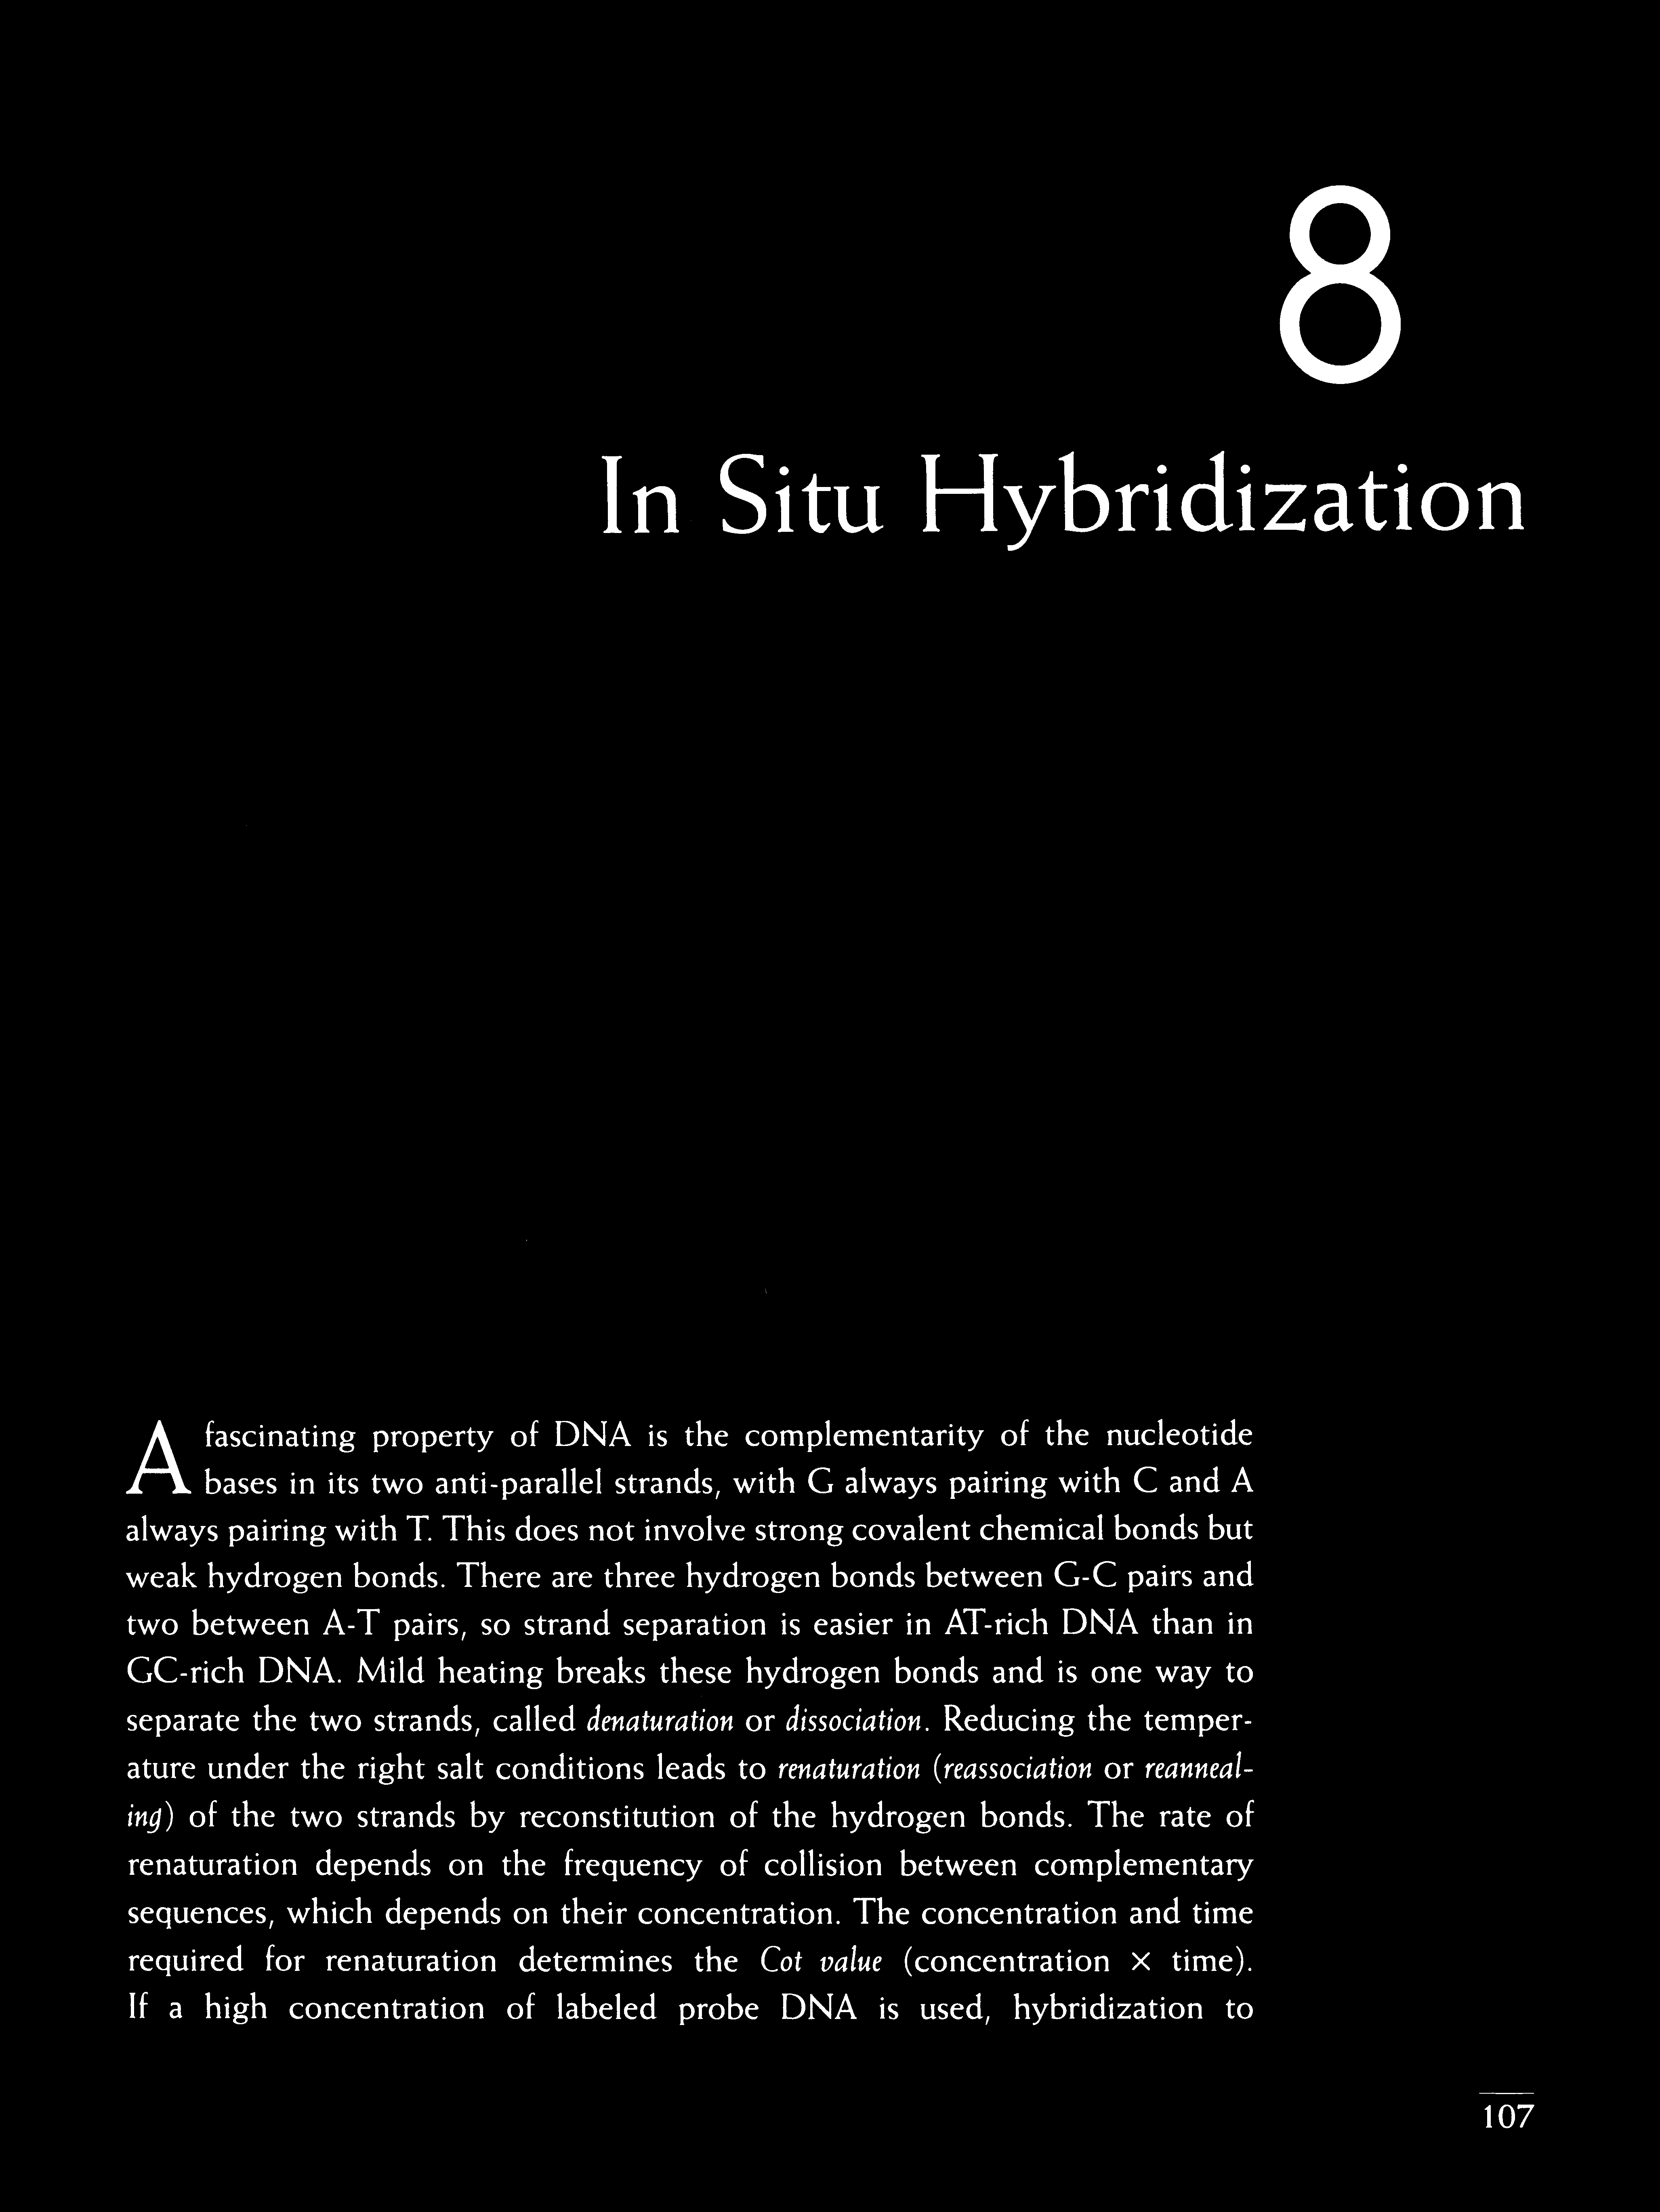 8
In Situ Hybridization
A fascinating property of DNA is the complementarity of the nucleotide
bases in its two anti-parallel strands, with G always pairing with C and A
always pairing with T. This does not involve strong covalent chemical bonds but
weak hydrogen bonds. There are three hydrogen bonds between G-C pairs and
two between A-T pairs, so strand separation is easier in AT-rich DNA than in
GC-rich DNA. Mild heating breaks these hydrogen bonds and is one way to
separate the two strands, called denaturation or dissociation. Reducing the temper-
ature under the right salt conditions leads to renaturation (reassociation or reanneal-
ing) of the two strands by reconstitution of the hydrogen bonds. The rate of
renaturation depends on the frequency of collision between complementary
sequences, which depends on their concentration. The concentration and time
required for renaturation determines the Cot value (concentration × time).
If a high concentration of labeled probe DNA is used, hybridization to
107